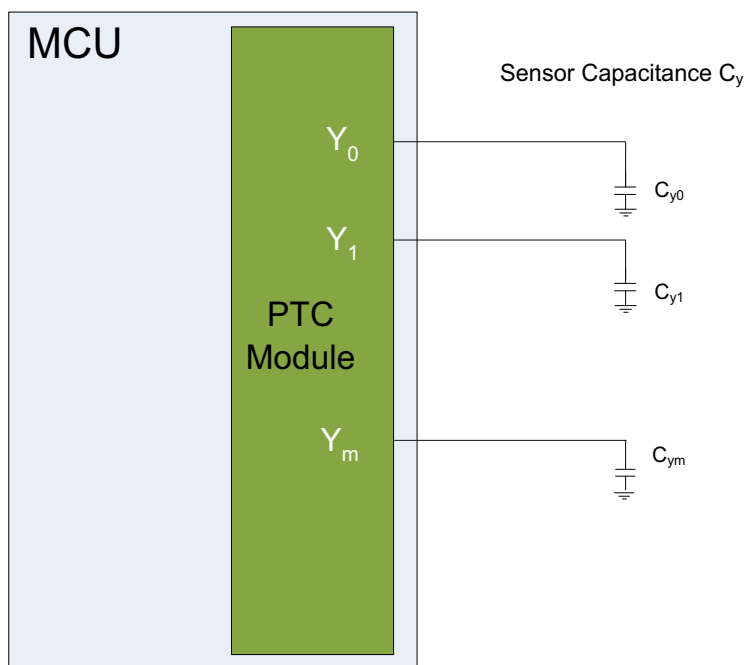 MCU
Sensor Capacitance Cy
Y0
Cy0
Y1
Cy1
PTC
Module
Ym
Cym